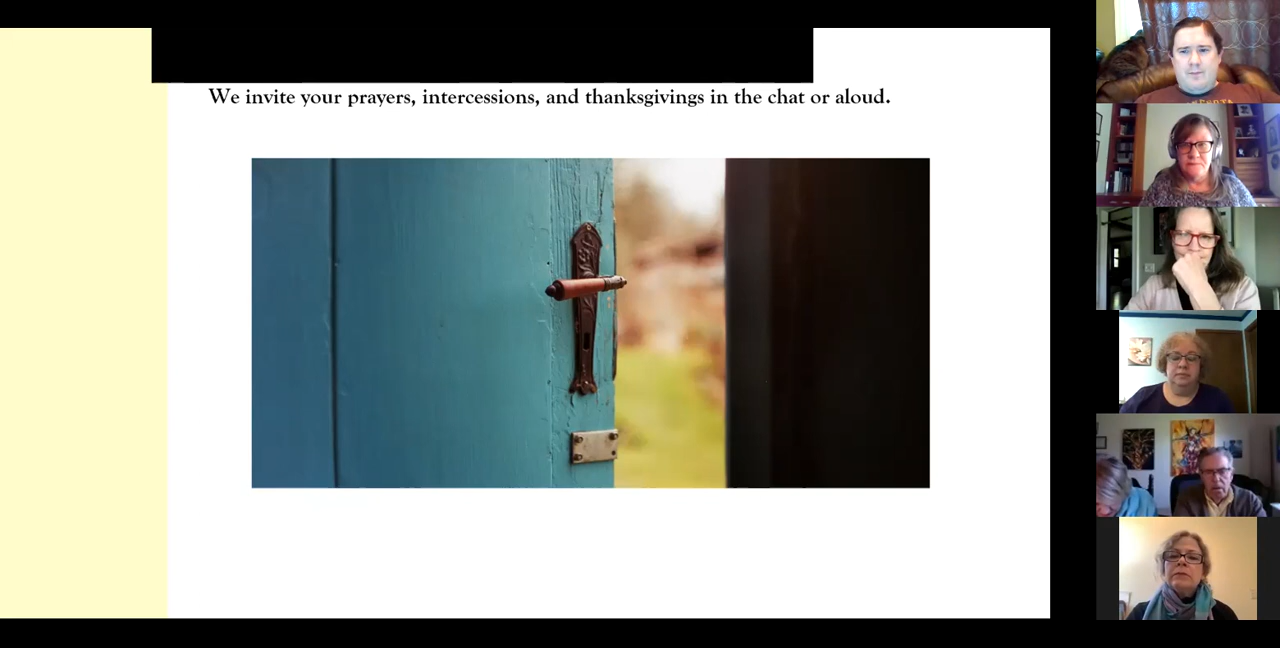 We invite your prayers, intercessions, and thanksgivings in the chat or aloud.